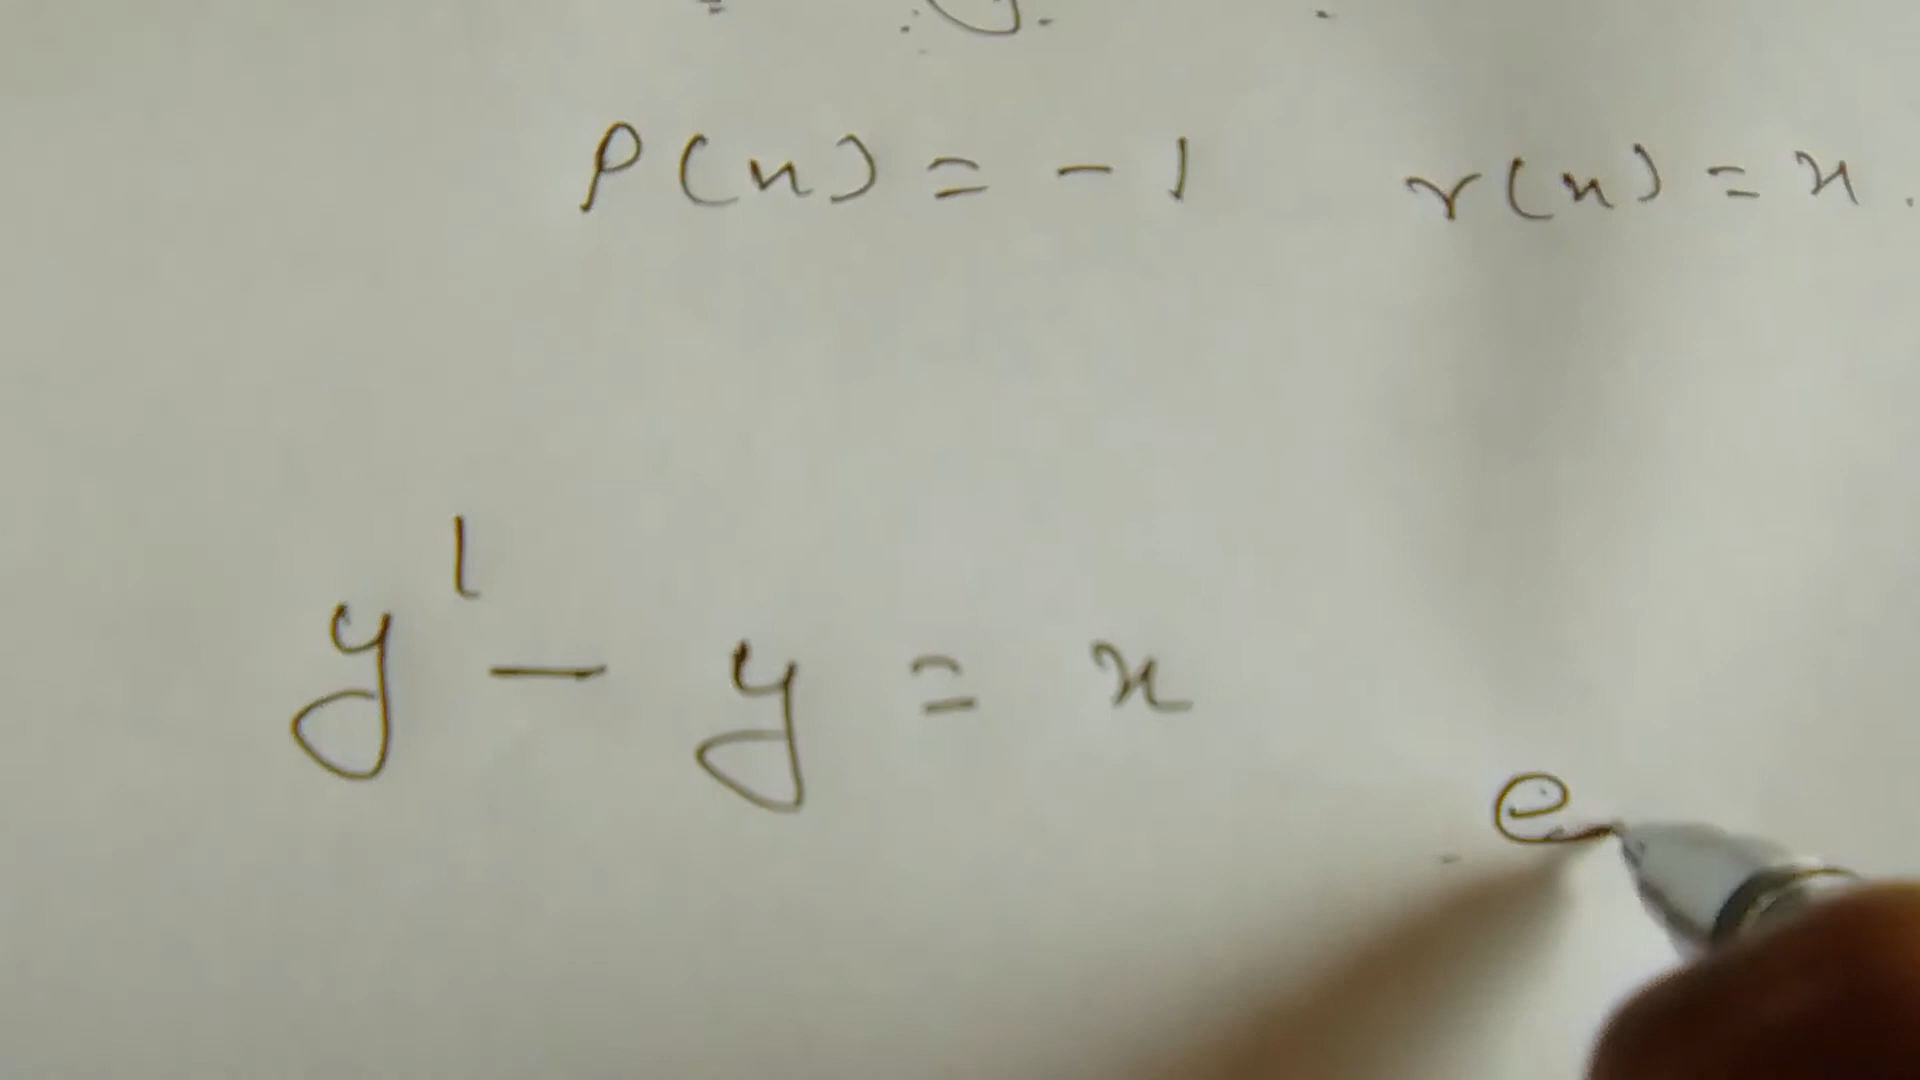 P(x) = -1 r(x) = x.
y' - y = x
e